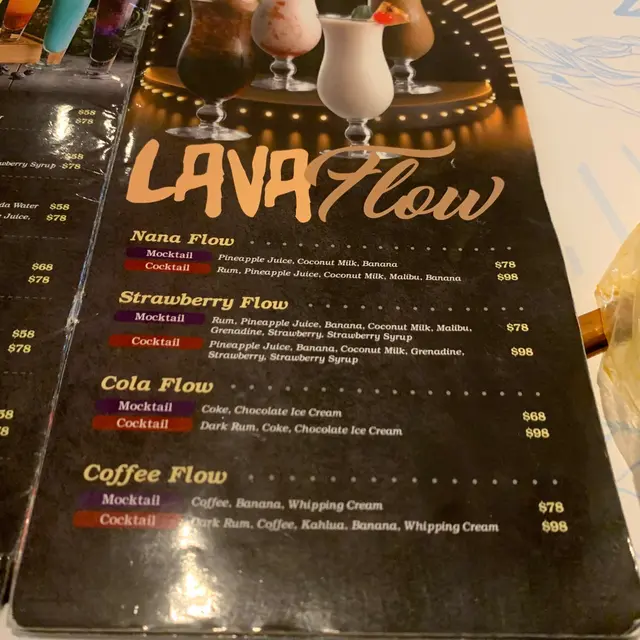 $58
$78
$58
wberry Syrup $78
da Water $58
Juice, $78
$68
$78
$58
$78
58
78
LAVA Flow
Nana Flow
Mocktail Pineapple Juice, Coconut Milk, Banana $78
Cocktail Rum, Pineapple Juice, Coconut Milk, Malibu, Banana $98
Strawberry Flow
Mocktail Rum, Pineapple Juice, Banana, Coconut Milk, Malibu, $78
Grenadine, Strawberry, Strawberry Syrup
Cocktail Pineapple Juice, Banana, Coconut Milk, Grenadine, $98
Strawberry, Strawberry Syrup
Cola Flow
Mocktail Coke, Chocolate Ice Cream $68
Cocktail Dark Rum, Coke, Chocolate Ice Cream $98
Coffee Flow
Mocktail Coffee, Banana, Whipping Cream $78
Cocktail Dark Rum, Coffee, Kahlua, Banana, Whipping Cream $98